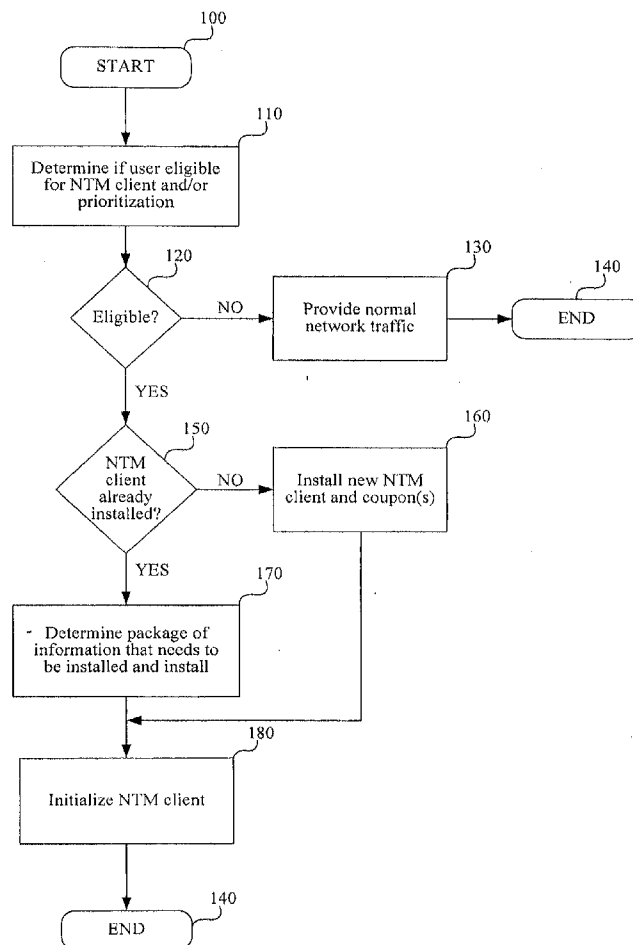 100
START
110
Determine if user eligible
for NTM client and/or
prioritization
120
Eligible?
NO
130
Provide normal
network traffic
140
END
YES
150
NTM
client
already
installed?
NO
160
Install new NTM
client and coupon(s)
YES
170
Determine package of
information that needs to
be installed and install
180
Initialize NTM client
140
END